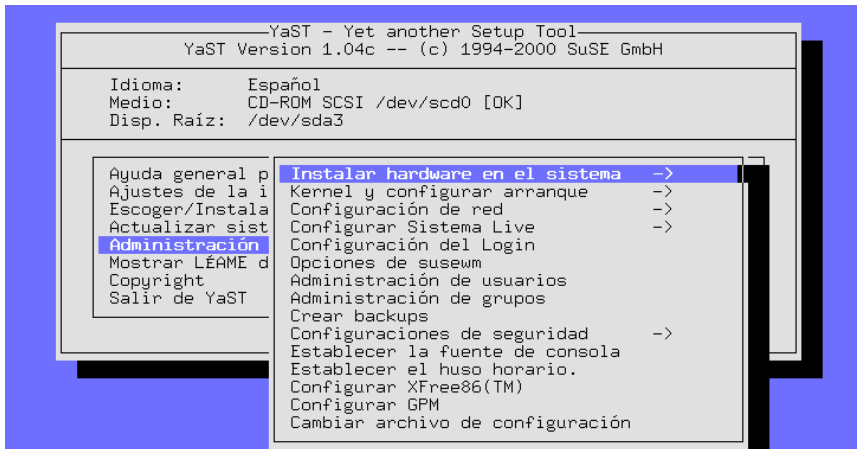 YaST - Yet another Setup Tool
YaST Version 1.04c -- (c) 1994-2000 SuSE GmbH
Idioma: Español
Medio: CD-ROM SCSI /dev/scd0 [OK]
Disp. Raíz: /dev/sda3
Ayuda general p
Ajustes de la i
Escoger/Instala
Actualizar sist
Administració
Mostrar LÉAME d
Copyright
Salir de YaST
Instalar hardware en el sistema ->
Kernel y configurar arranque ->
Configuración de red ->
Configurar Sistema Live ->
Configuración del Login
Opciones de susewm
Administración de usuarios
Administración de grupos
Crear backups
Configuraciones de seguridad ->
Establecer la fuente de consola
Establecer el huso horario.
Configurar XFree86(TM)
Configurar GPM
Cambiar archivo de configuración